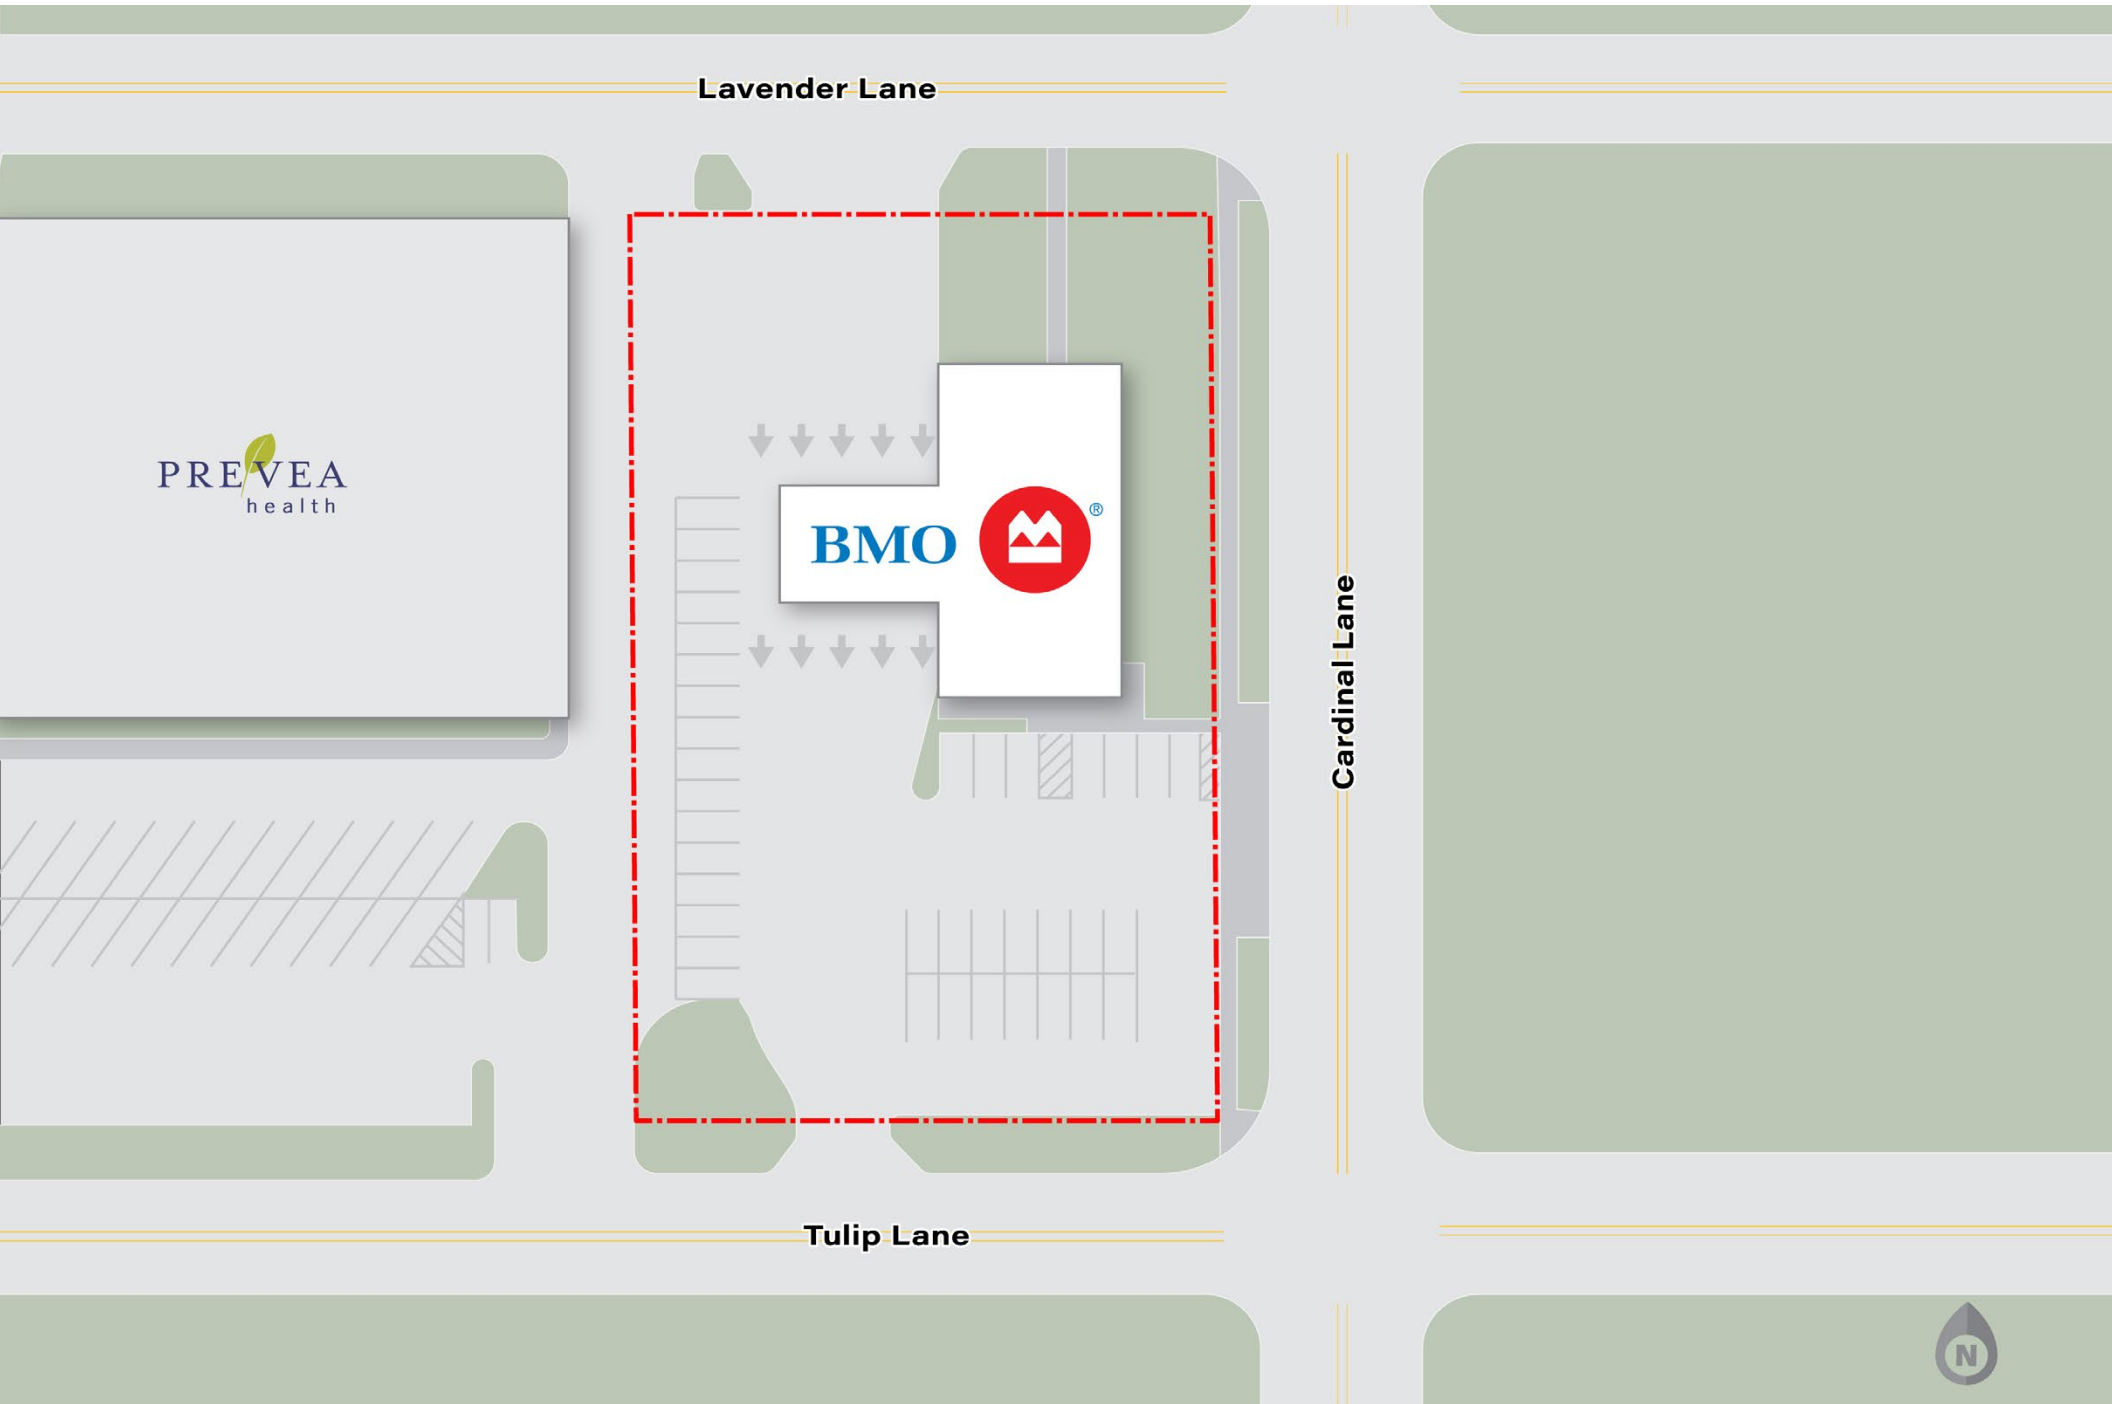 Lavender Lane
PREVEA
health
BMO ®
Cardinal Lane
Tulip Lane
N